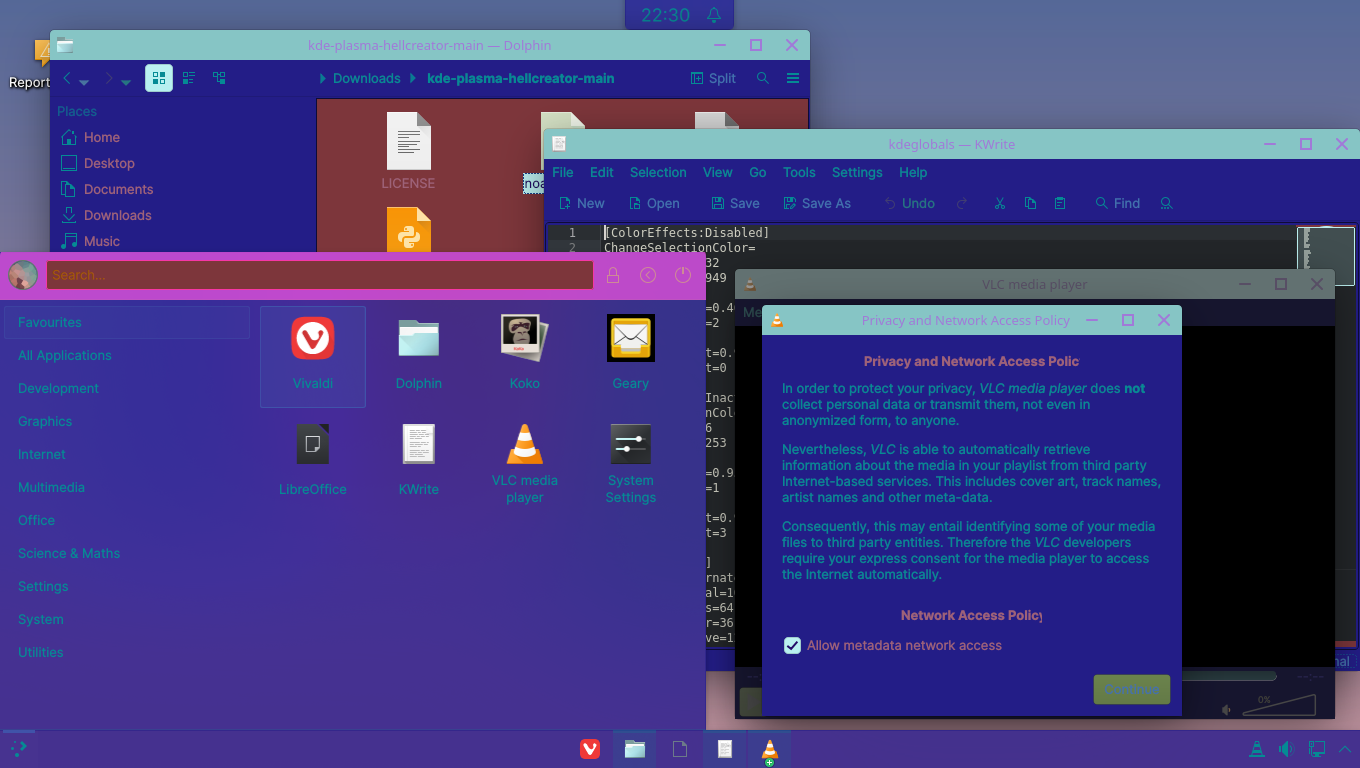 22:30
Report
kde-plasma-hellcreator-main — Dolphin
Downloads kde-plasma-hellcreator-main Split
Places
Home
Desktop
Documents
Downloads
Music
LICENSE
noa
kdeglobals — KWrite
File Edit Selection View Go Tools Settings Help
New Open Save Save As Undo Find
1 [ColorEffects:Disabled]
2 ChangeSelectionColor=
32
949
=0.4
=2
t=0.
t=0
Inac
nCol
6
253
=0.9
=1
t=0.
t=3
]
rnat
al=1
s=64
r=36
ve=1
nal
Search...
Favourites
All Applications
Development
Graphics
Internet
Multimedia
Office
Science & Maths
Settings
System
Utilities
Vivaldi
Dolphin
Koko
Geary
LibreOffice
KWrite
VLC media
player
System
Settings
VLC media player
Me
Privacy and Network Access Policy
Privacy and Network Access Polic
In order to protect your privacy, VLC media player does not
collect personal data or transmit them, not even in
anonymized form, to anyone.
Nevertheless, VLC is able to automatically retrieve
information about the media in your playlist from third party
Internet-based services. This includes cover art, track names,
artist names and other meta-data.
Consequently, this may entail identifying some of your media
files to third party entities. Therefore the VLC developers
require your express consent for the media player to access
the Internet automatically.
Network Access Policy
Allow metadata network access
Continue
--:--
0%